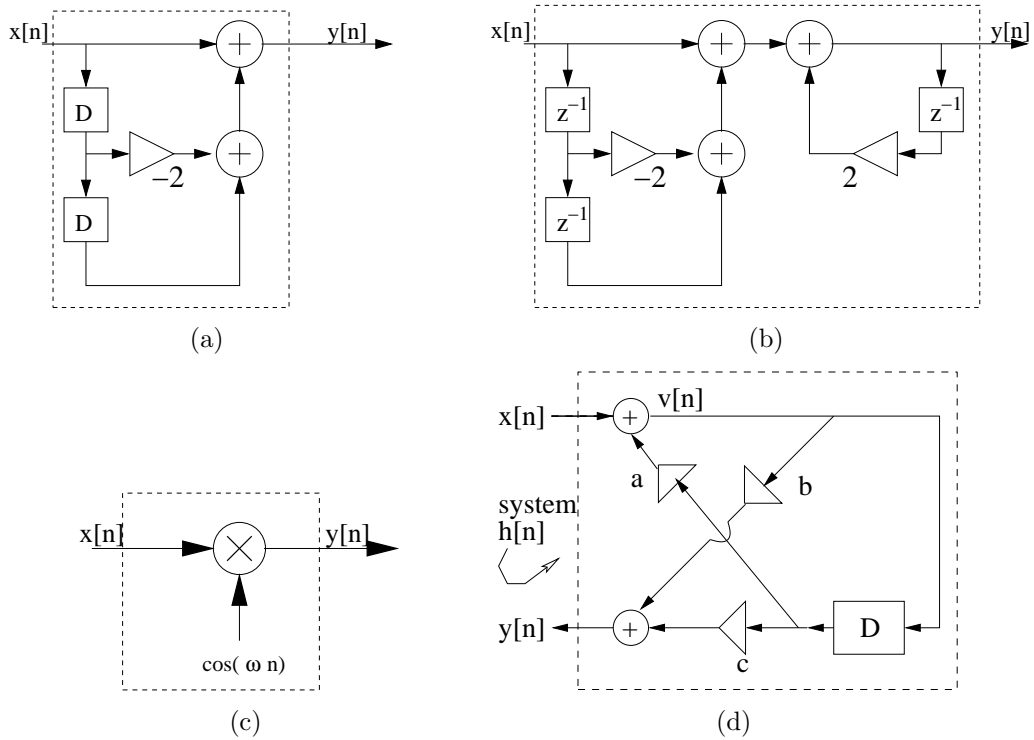 x[n]
y[n]
D
−2
D
(a)
x[n]
y[n]
z⁻¹
z⁻¹
−2
2
z⁻¹
(b)
x[n]
y[n]
cos( ω n)
(c)
x[n]
v[n]
a
b
system
h[n]
y[n]
c
D
(d)